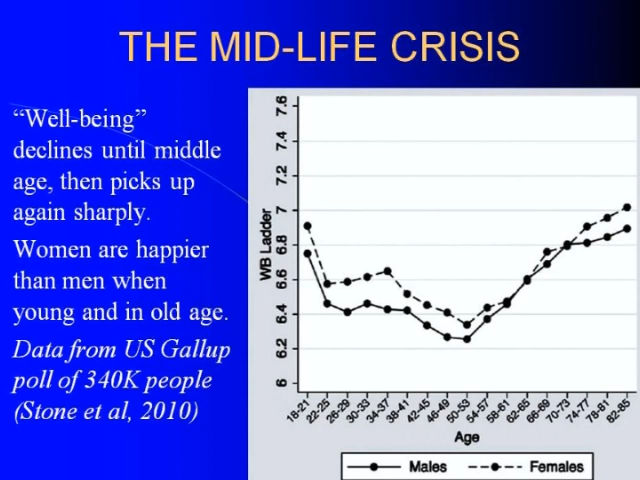 THE MID-LIFE CRISIS
“Well-being”
declines until middle
age, then picks up
again sharply.
Women are happier
than men when
young and in old age.
Data from US Gallup
poll of 340K people
(Stone et al, 2010)
WB Ladder
7.6
7.4
7.2
7
6.8
6.6
6.4
6.2
6
18-21 22-25 26-29 30-33 34-37 38-41 42-45 46-49 50-53 54-57 58-61 62-65 66-69 70-73 74-77 78-81 82-85
Age
Males Females